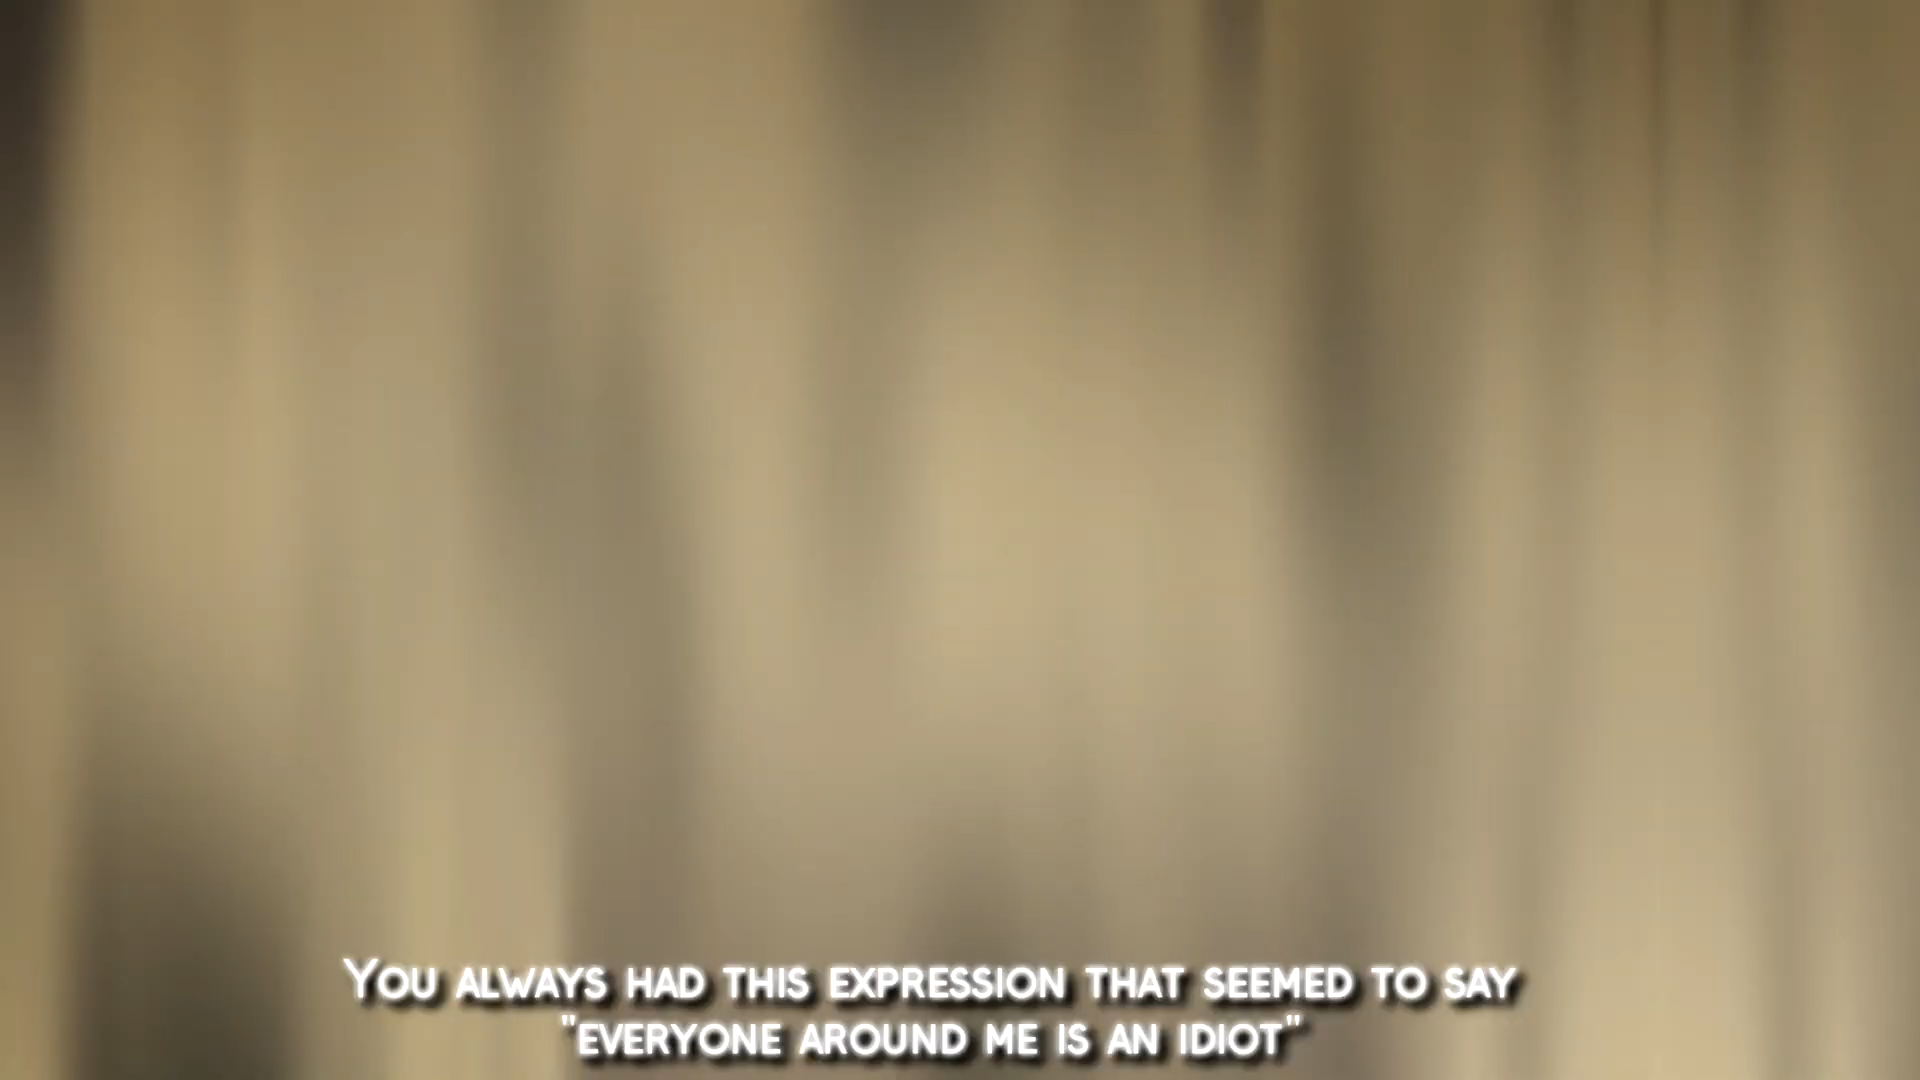 You always had this expression that seemed to say
"everyone around me is an idiot"